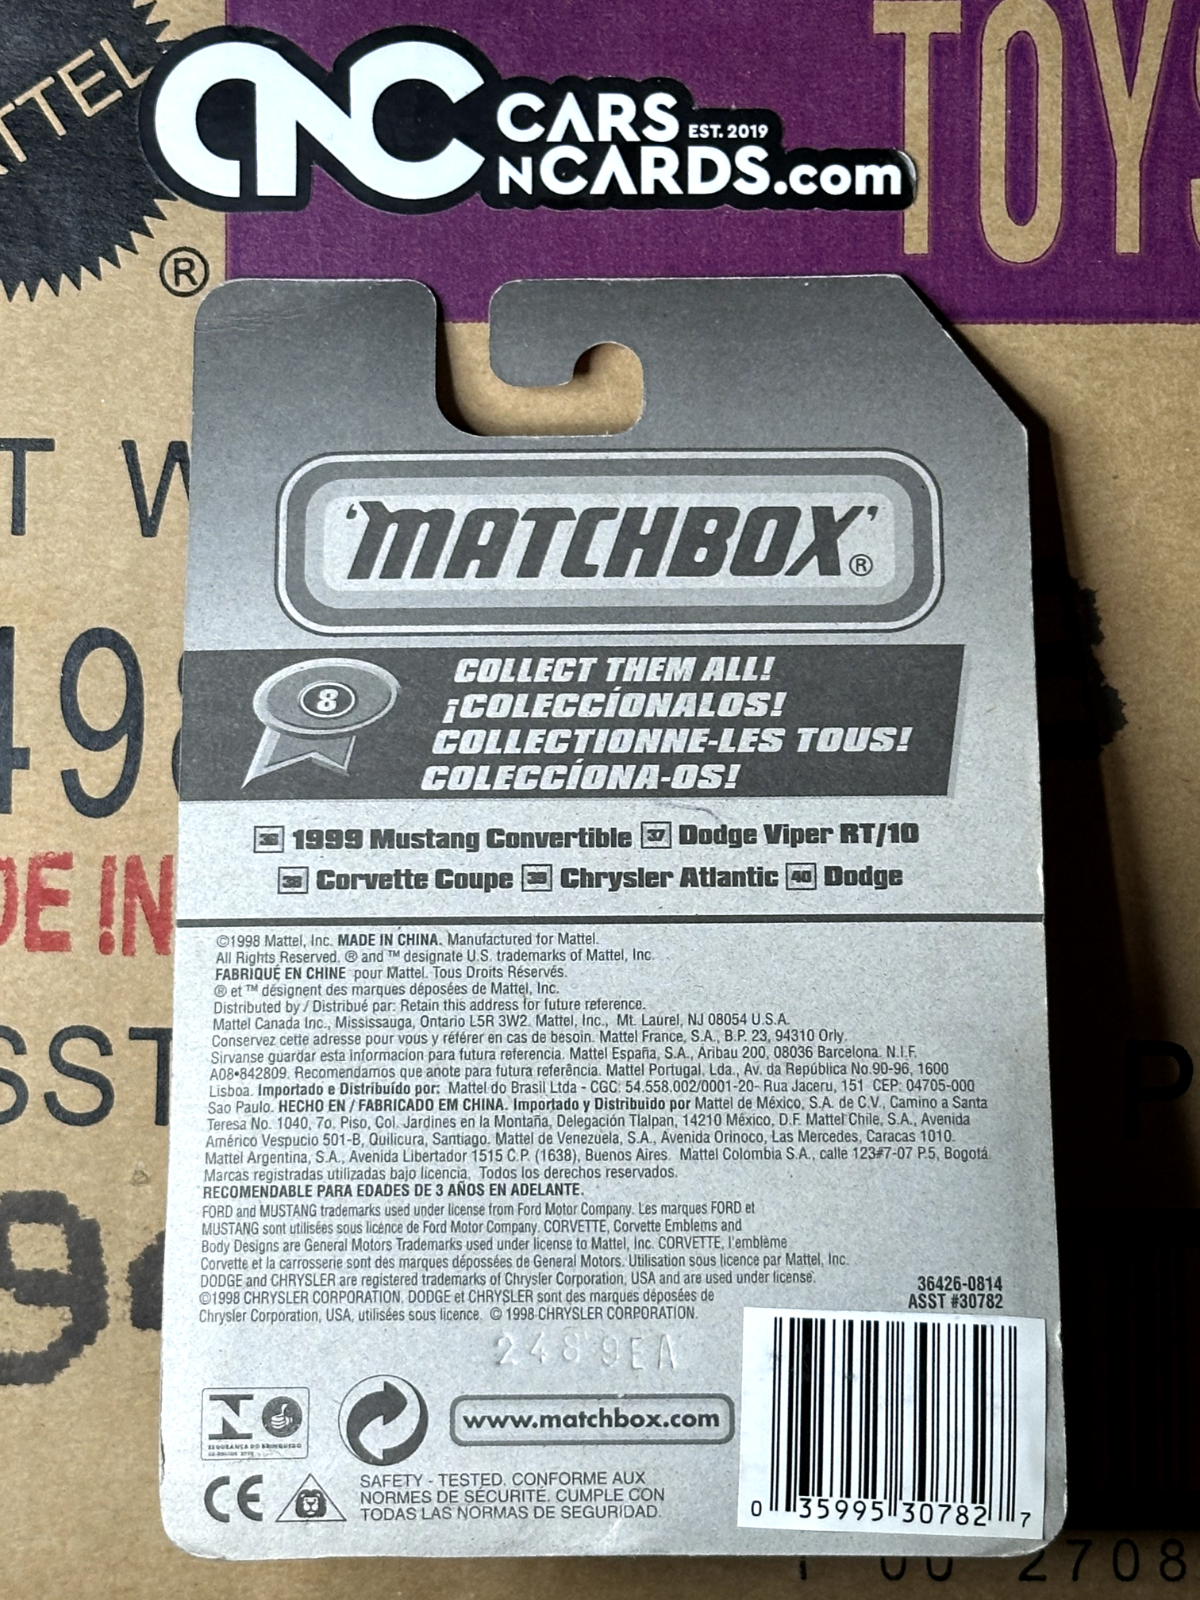 MATTEL
®
CNC CARS EST. 2019
NCARDS.com
TOYS
T W
498
DE IN
SST
P
'MATCHBOX'®
8
COLLECT THEM ALL!
¡COLECCÍONALOS!
COLLECTIONNE-LES TOUS!
COLECCÍONA-OS!
36 1999 Mustang Convertible 37 Dodge Viper RT/10
38 Corvette Coupe 39 Chrysler Atlantic 40 Dodge
©1998 Mattel, Inc. MADE IN CHINA. Manufactured for Mattel.
All Rights Reserved. ® and ™ designate U.S. trademarks of Mattel, Inc.
FABRIQUÉ EN CHINE pour Mattel. Tous Droits Réservés.
® et ™ désignent des marques déposées de Mattel, Inc.
Distributed by / Distribué par: Retain this address for future reference.
Mattel Canada Inc., Mississauga, Ontario L5R 3W2. Mattel, Inc., Mt. Laurel, NJ 08054 U.S.A.
Conservez cette adresse pour vous y référer en cas de besoin. Mattel France, S.A., B.P. 23, 94310 Orly.
Sirvanse guardar esta informacion para futura referencia. Mattel España, S.A., Aribau 200, 08036 Barcelona. N.I.F.
A08•842809. Recomendamos que anote para futura referência. Mattel Portugal, Lda., Av. da República No.90-96, 1600
Lisboa. Importado e Distribuído por: Mattel do Brasil Ltda - CGC: 54.558.002/0001-20- Rua Jaceru, 151 CEP: 04705-000
Sao Paulo. HECHO EN / FABRICADO EM CHINA. Importado y Distribuido por Mattel de México, S.A. de C.V., Camino a Santa
Teresa No. 1040, 7o. Piso, Col. Jardines en la Montaña, Delegación Tlalpan, 14210 México, D.F. Mattel Chile, S.A., Avenida
Américo Vespucio 501-B, Quilicura, Santiago. Mattel de Venezuela, S.A., Avenida Orinoco, Las Mercedes, Caracas 1010.
Mattel Argentina, S.A., Avenida Libertador 1515 C.P. (1638), Buenos Aires. Mattel Colombia S.A., calle 123#7-07 P.5, Bogotá.
Marcas registradas utilizadas bajo licencia. Todos los derechos reservados.
RECOMENDABLE PARA EDADES DE 3 AÑOS EN ADELANTE.
FORD and MUSTANG trademarks used under license from Ford Motor Company. Les marques FORD et
MUSTANG sont utilisées sous licence de Ford Motor Company. CORVETTE, Corvette Emblems and
Body Designs are General Motors Trademarks used under license to Mattel, Inc. CORVETTE, l'emblème
Corvette et la carrosserie sont des marques dépossées de General Motors. Utilisation sous licence par Mattel, Inc.
DODGE and CHRYSLER are registered trademarks of Chrysler Corporation, USA and are used under license.
©1998 CHRYSLER CORPORATION. DODGE et CHRYSLER sont des marques déposées de
Chrysler Corporation, USA, utilisées sous licence. © 1998 CHRYSLER CORPORATION.
36426-0814
ASST #30782
2489EA
SEGURANÇA DO BRINQUEDO
www.matchbox.com
CE
SAFETY - TESTED. CONFORME AUX
NORMES DE SÉCURITÉ. CUMPLE CON
TODAS LAS NORMAS DE SEGURIDAD.
0 35995 30782 7
2708